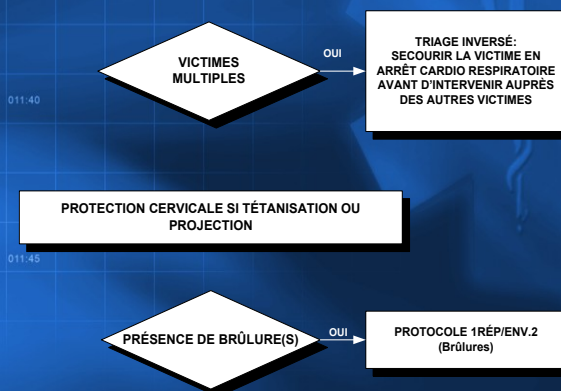 VICTIMES
MULTIPLES
OUI
TRIAGE INVERSÉ:
SECOURIR LA VICTIME EN
ARRÊT CARDIO RESPIRATOIRE
AVANT D'INTERVENIR AUPRÈS
DES AUTRES VICTIMES
011:40
PROTECTION CERVICALE SI TÉTANISATION OU
PROJECTION
011:45
PRÉSENCE DE BRÛLURE(S)
OUI
PROTOCOLE 1RÉP/ENV.2
(Brûlures)